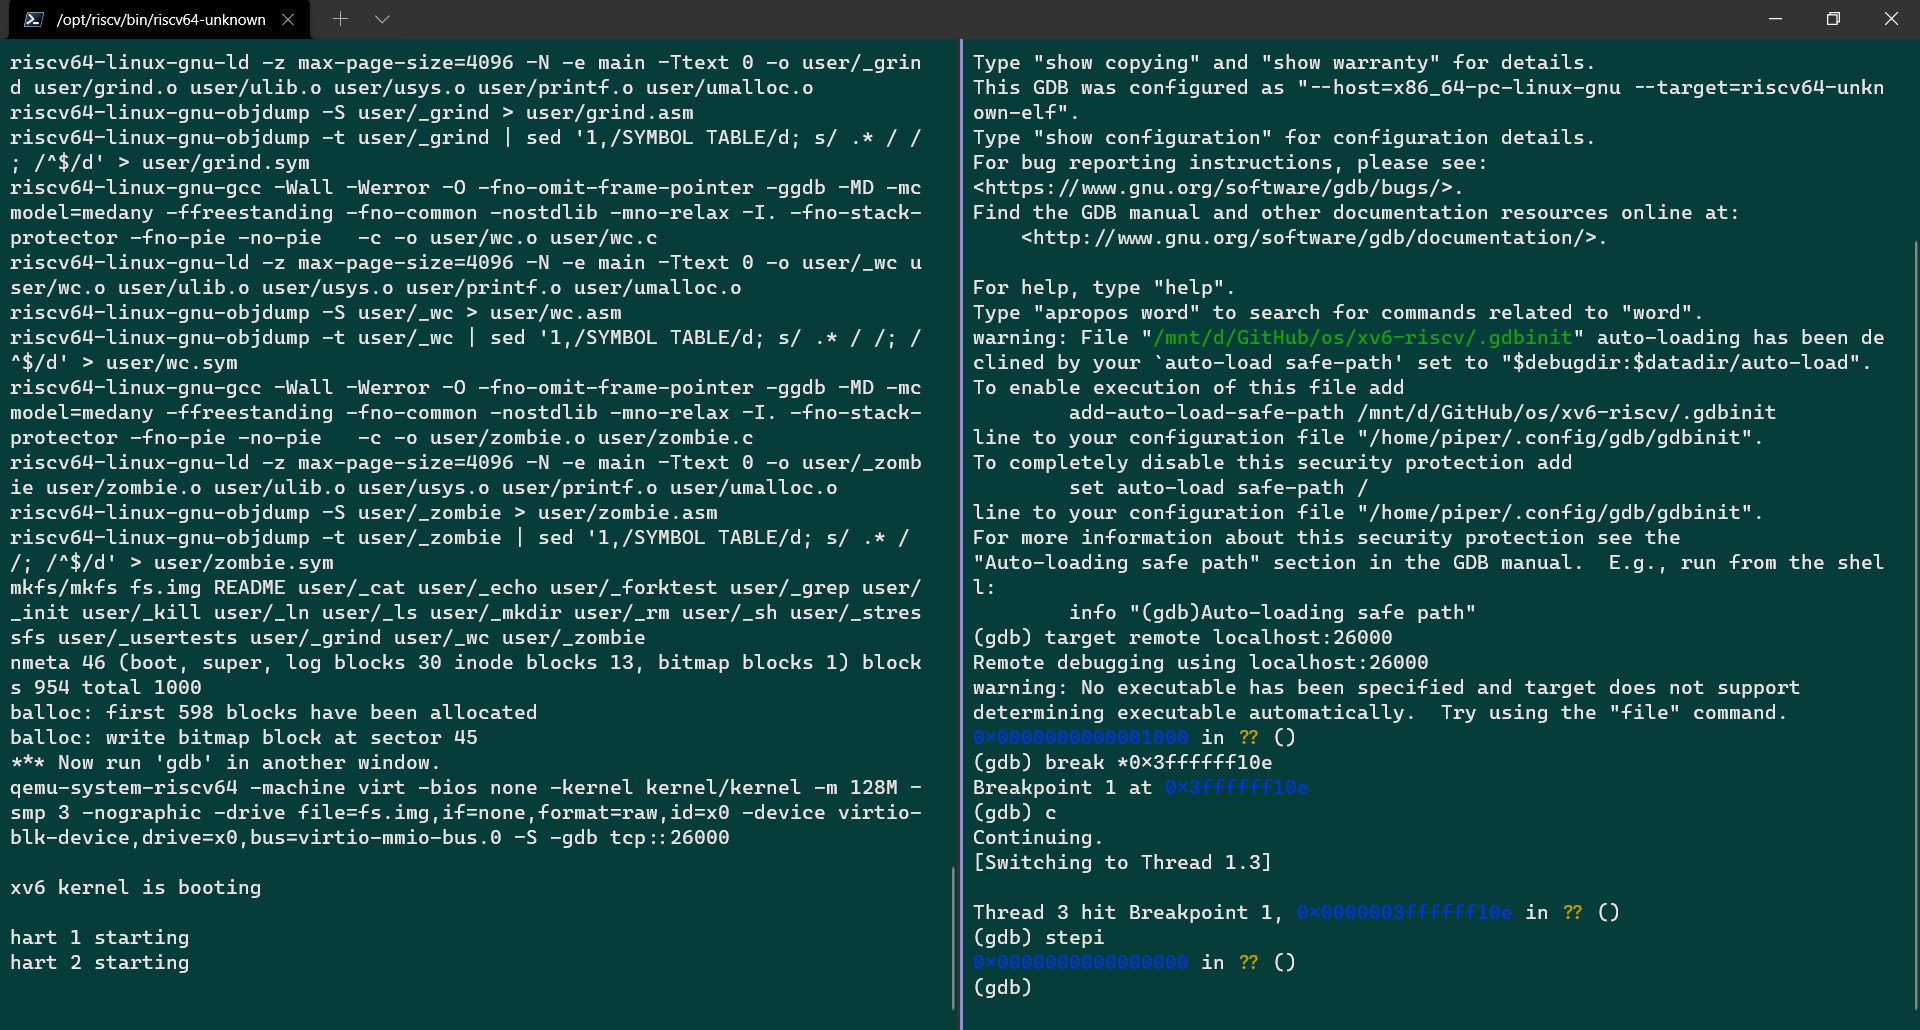 /opt/riscv/bin/riscv64-unknown
riscv64-linux-gnu-ld -z max-page-size=4096 -N -e main -Ttext 0 -o user/_grin
d user/grind.o user/ulib.o user/usys.o user/printf.o user/umalloc.o
riscv64-linux-gnu-objdump -S user/_grind > user/grind.asm
riscv64-linux-gnu-objdump -t user/_grind | sed '1,/SYMBOL TABLE/d; s/ .* / /
; /^$/d' > user/grind.sym
riscv64-linux-gnu-gcc -Wall -Werror -O -fno-omit-frame-pointer -ggdb -MD -mc
model=medany -ffreestanding -fno-common -nostdlib -mno-relax -I. -fno-stack-
protector -fno-pie -no-pie   -c -o user/wc.o user/wc.c
riscv64-linux-gnu-ld -z max-page-size=4096 -N -e main -Ttext 0 -o user/_wc u
ser/wc.o user/ulib.o user/usys.o user/printf.o user/umalloc.o
riscv64-linux-gnu-objdump -S user/_wc > user/wc.asm
riscv64-linux-gnu-objdump -t user/_wc | sed '1,/SYMBOL TABLE/d; s/ .* / /; /
^$/d' > user/wc.sym
riscv64-linux-gnu-gcc -Wall -Werror -O -fno-omit-frame-pointer -ggdb -MD -mc
model=medany -ffreestanding -fno-common -nostdlib -mno-relax -I. -fno-stack-
protector -fno-pie -no-pie   -c -o user/zombie.o user/zombie.c
riscv64-linux-gnu-ld -z max-page-size=4096 -N -e main -Ttext 0 -o user/_zomb
ie user/zombie.o user/ulib.o user/usys.o user/printf.o user/umalloc.o
riscv64-linux-gnu-objdump -S user/_zombie > user/zombie.asm
riscv64-linux-gnu-objdump -t user/_zombie | sed '1,/SYMBOL TABLE/d; s/ .* /
/; /^$/d' > user/zombie.sym
mkfs/mkfs fs.img README user/_cat user/_echo user/_forktest user/_grep user/
_init user/_kill user/_ln user/_ls user/_mkdir user/_rm user/_sh user/_stres
sfs user/_usertests user/_grind user/_wc user/_zombie
nmeta 46 (boot, super, log blocks 30 inode blocks 13, bitmap blocks 1) block
s 954 total 1000
balloc: first 598 blocks have been allocated
balloc: write bitmap block at sector 45
*** Now run 'gdb' in another window.
qemu-system-riscv64 -machine virt -bios none -kernel kernel/kernel -m 128M -
smp 3 -nographic -drive file=fs.img,if=none,format=raw,id=x0 -device virtio-
blk-device,drive=x0,bus=virtio-mmio-bus.0 -S -gdb tcp::26000
xv6 kernel is booting
hart 1 starting
hart 2 starting
Type "show copying" and "show warranty" for details.
This GDB was configured as "--host=x86_64-pc-linux-gnu --target=riscv64-unkn
own-elf".
Type "show configuration" for configuration details.
For bug reporting instructions, please see:
<https://www.gnu.org/software/gdb/bugs/>.
Find the GDB manual and other documentation resources online at:
    <http://www.gnu.org/software/gdb/documentation/>.
For help, type "help".
Type "apropos word" to search for commands related to "word".
warning: File "/mnt/d/GitHub/os/xv6-riscv/.gdbinit" auto-loading has been de
clined by your `auto-load safe-path' set to "$debugdir:$datadir/auto-load".
To enable execution of this file add
        add-auto-load-safe-path /mnt/d/GitHub/os/xv6-riscv/.gdbinit
line to your configuration file "/home/piper/.config/gdb/gdbinit".
To completely disable this security protection add
        set auto-load safe-path /
line to your configuration file "/home/piper/.config/gdb/gdbinit".
For more information about this security protection see the
"Auto-loading safe path" section in the GDB manual.  E.g., run from the shel
l:
        info "(gdb)Auto-loading safe path"
(gdb) target remote localhost:26000
Remote debugging using localhost:26000
warning: No executable has been specified and target does not support
determining executable automatically.  Try using the "file" command.
0x0000000000001000 in ?? ()
(gdb) break *0x3ffffff10e
Breakpoint 1 at 0x3ffffff10e
(gdb) c
Continuing.
[Switching to Thread 1.3]
Thread 3 hit Breakpoint 1, 0x0000003ffffff10e in ?? ()
(gdb) stepi
0x0000000000000000 in ?? ()
(gdb)